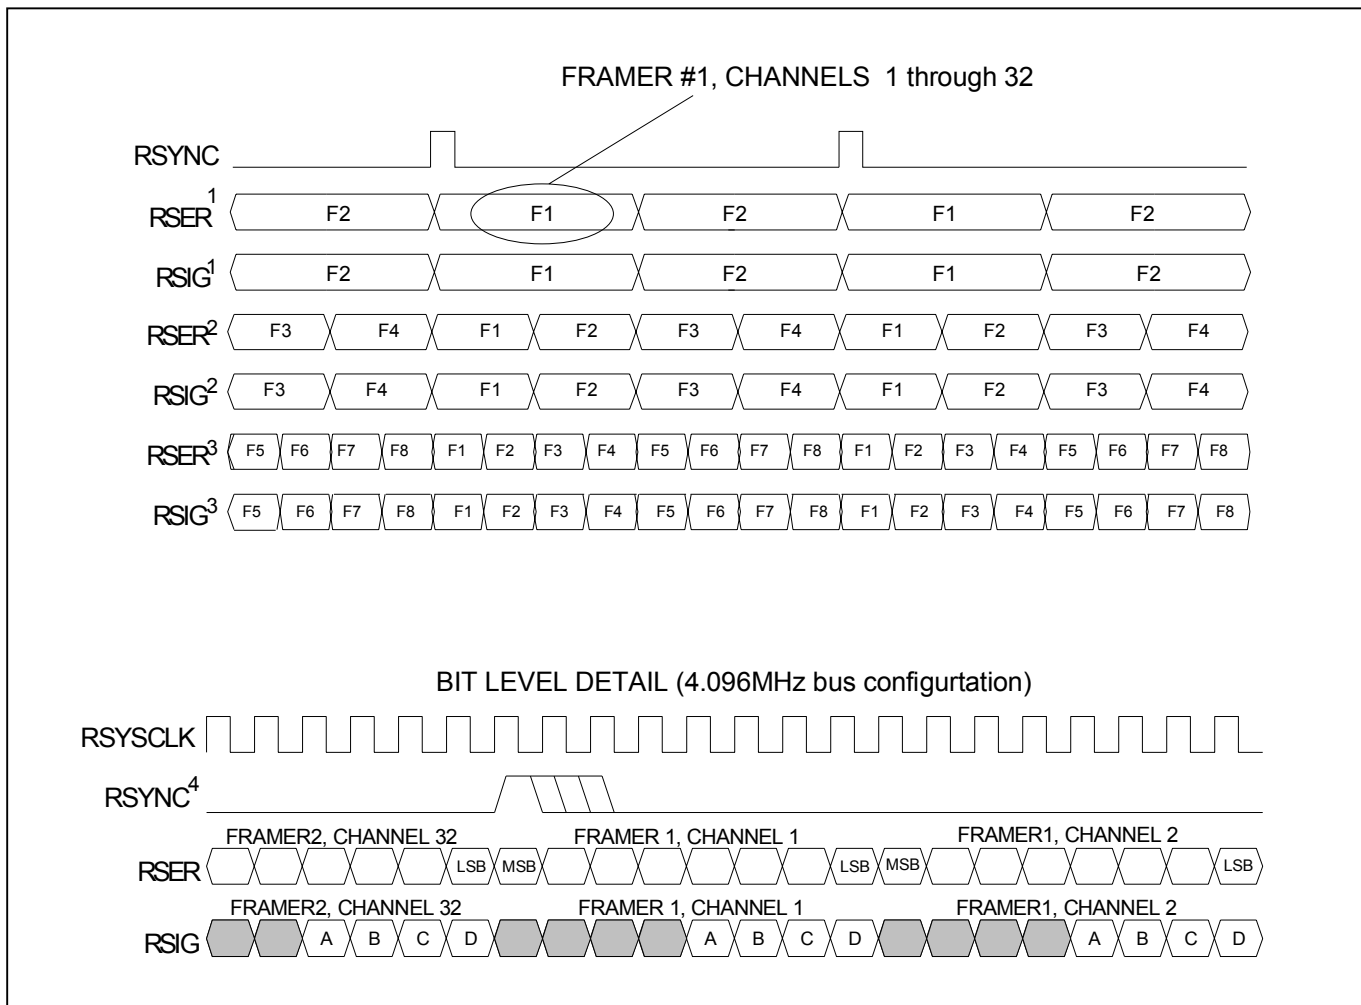 FRAMER #1, CHANNELS 1 through 32
RSYNC
RSER1 F2 F1 F2 F1 F2
RSIG1 F2 F1 F2 F1 F2
RSER2 F3 F4 F1 F2 F3 F4 F1 F2 F3 F4
RSIG2 F3 F4 F1 F2 F3 F4 F1 F2 F3 F4
RSER3 F5 F6 F7 F8 F1 F2 F3 F4 F5 F6 F7 F8 F1 F2 F3 F4 F5 F6 F7 F8
RSIG3 F5 F6 F7 F8 F1 F2 F3 F4 F5 F6 F7 F8 F1 F2 F3 F4 F5 F6 F7 F8
BIT LEVEL DETAIL (4.096MHz bus configurtation)
RSYSCLK
RSYNC4
FRAMER2, CHANNEL 32 FRAMER 1, CHANNEL 1 FRAMER1, CHANNEL 2
RSER LSB MSB LSB MSB LSB
FRAMER2, CHANNEL 32 FRAMER 1, CHANNEL 1 FRAMER1, CHANNEL 2
RSIG A B C D A B C D A B C D